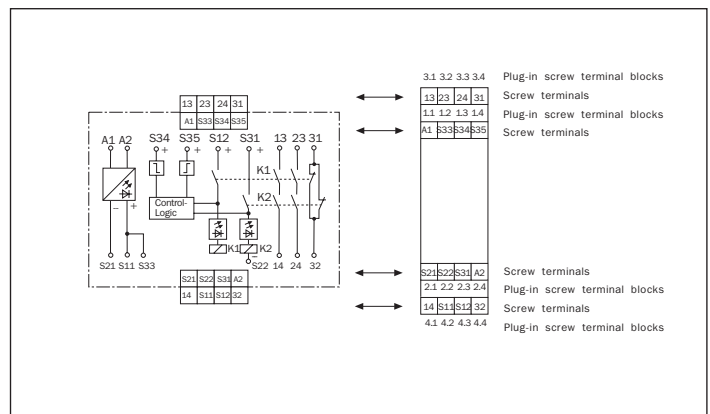 3.1 3.2 3.3 3.4 Plug-in screw terminal blocks
13 23 24 31 13 23 24 31 Screw terminals
1.1 1.2 1.3 1.4 Plug-in screw terminal blocks
A1 S33 S34 S35 A1 S33 S34 S35 Screw terminals
A1 A2 S34 S35 S12 S31 13 23 31
+ + + +
K1
K2
Control-
Logic
– +
K1 K2
–
S21 S11 S33 S22 14 24 32
S21 S22 S31 A2 S21 S22 S31 A2 Screw terminals
2.1 2.2 2.3 2.4 Plug-in screw terminal blocks
14 S11 S12 32 14 S11 S12 32 Screw terminals
4.1 4.2 4.3 4.4 Plug-in screw terminal blocks